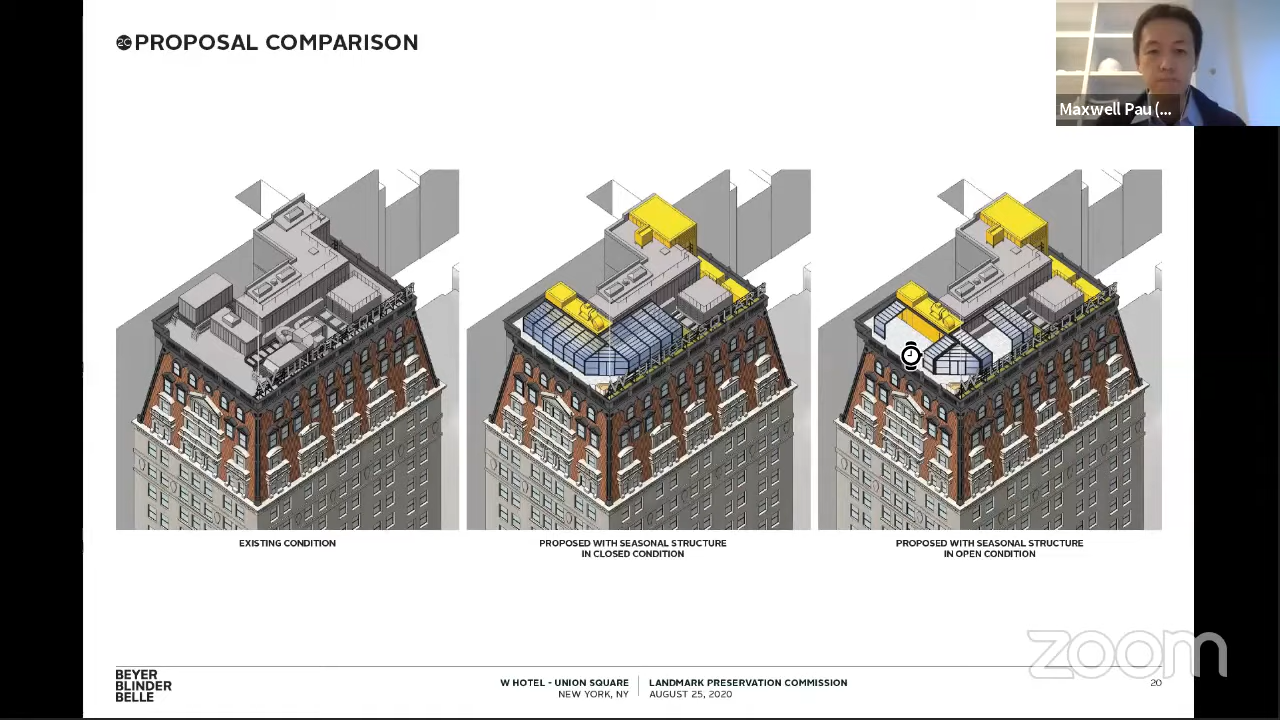 2C PROPOSAL COMPARISON
Maxwell Pau (...
EXISTING CONDITION
PROPOSED WITH SEASONAL STRUCTURE
IN CLOSED CONDITION
PROPOSED WITH SEASONAL STRUCTURE
IN OPEN CONDITION
zoom
BEYER
BLINDER
BELLE
W HOTEL - UNION SQUARE
NEW YORK, NY
LANDMARK PRESERVATION COMMISSION
AUGUST 25, 2020
20